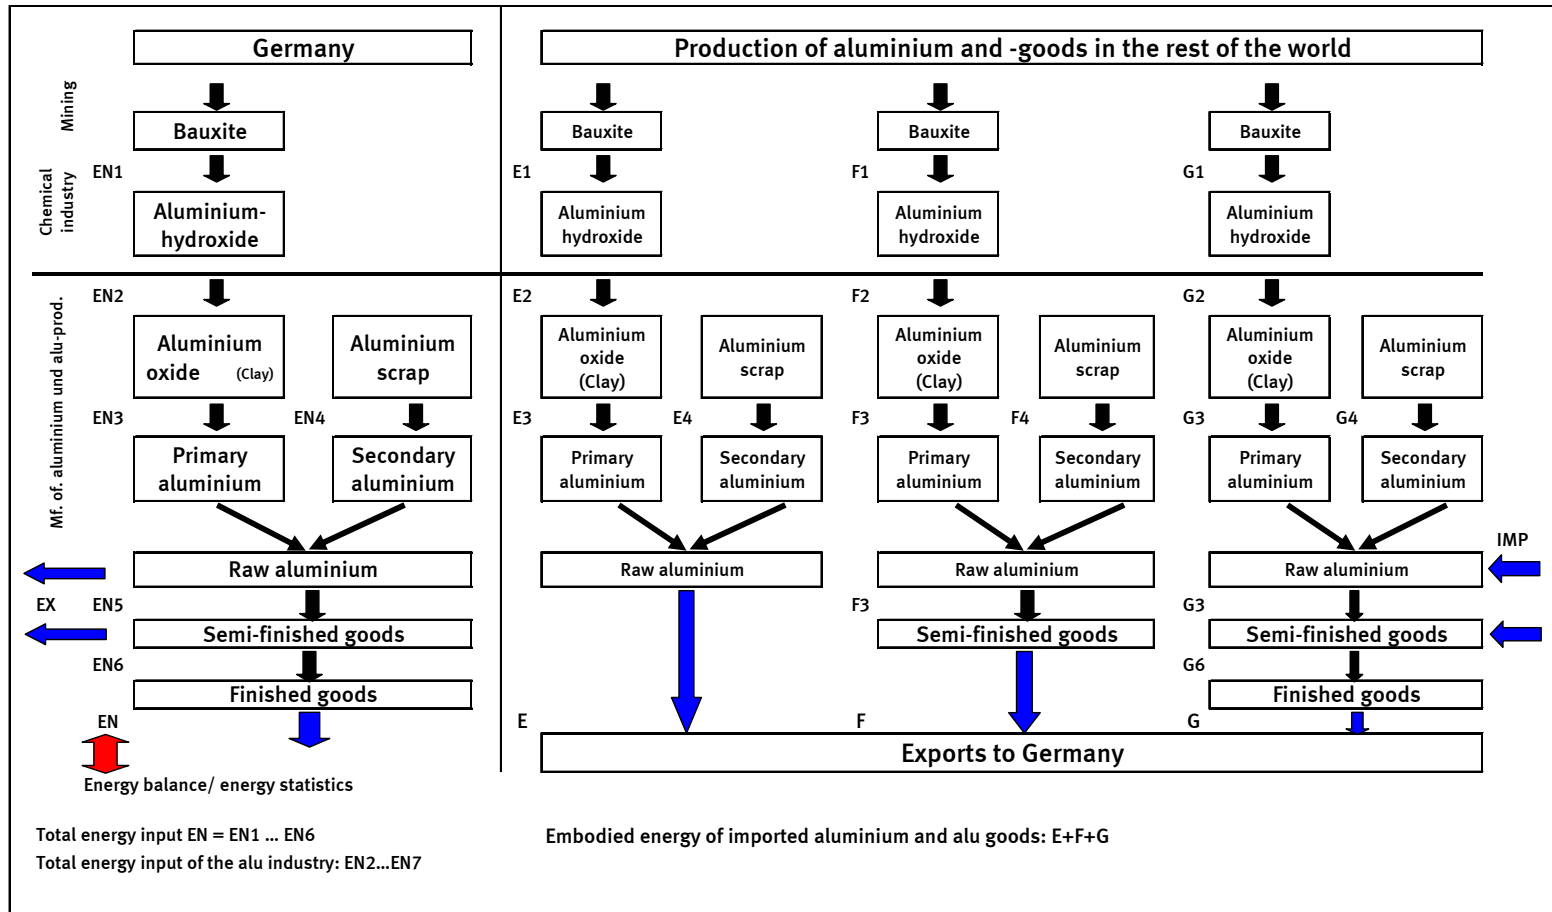 Germany
Production of aluminium and -goods in the rest of the world
Mining
Bauxite
Bauxite
Bauxite
Bauxite
Chemical
industry
EN1
E1
F1
G1
Aluminium-
hydroxide
Aluminium
hydroxide
Aluminium
hydroxide
Aluminium
hydroxide
Mf. of. aluminium und alu-prod.
EN2
E2
F2
G2
Aluminium
oxide (Clay)
Aluminium
scrap
Aluminium
oxide
(Clay)
Aluminium
scrap
Aluminium
oxide
(Clay)
Aluminium
scrap
Aluminium
oxide
(Clay)
Aluminium
scrap
EN3
EN4
E3
E4
F3
F4
G3
G4
Primary
aluminium
Secondary
aluminium
Primary
aluminium
Secondary
aluminium
Primary
aluminium
Secondary
aluminium
Primary
aluminium
Secondary
aluminium
IMP
Raw aluminium
Raw aluminium
Raw aluminium
Raw aluminium
EX
EN5
F3
G3
Semi-finished goods
Semi-finished goods
Semi-finished goods
EN6
G6
Finished goods
Finished goods
EN
E
F
G
Exports to Germany
Energy balance/ energy statistics
Total energy input EN = EN1 ... EN6
Embodied energy of imported aluminium and alu goods: E+F+G
Total energy input of the alu industry: EN2...EN7